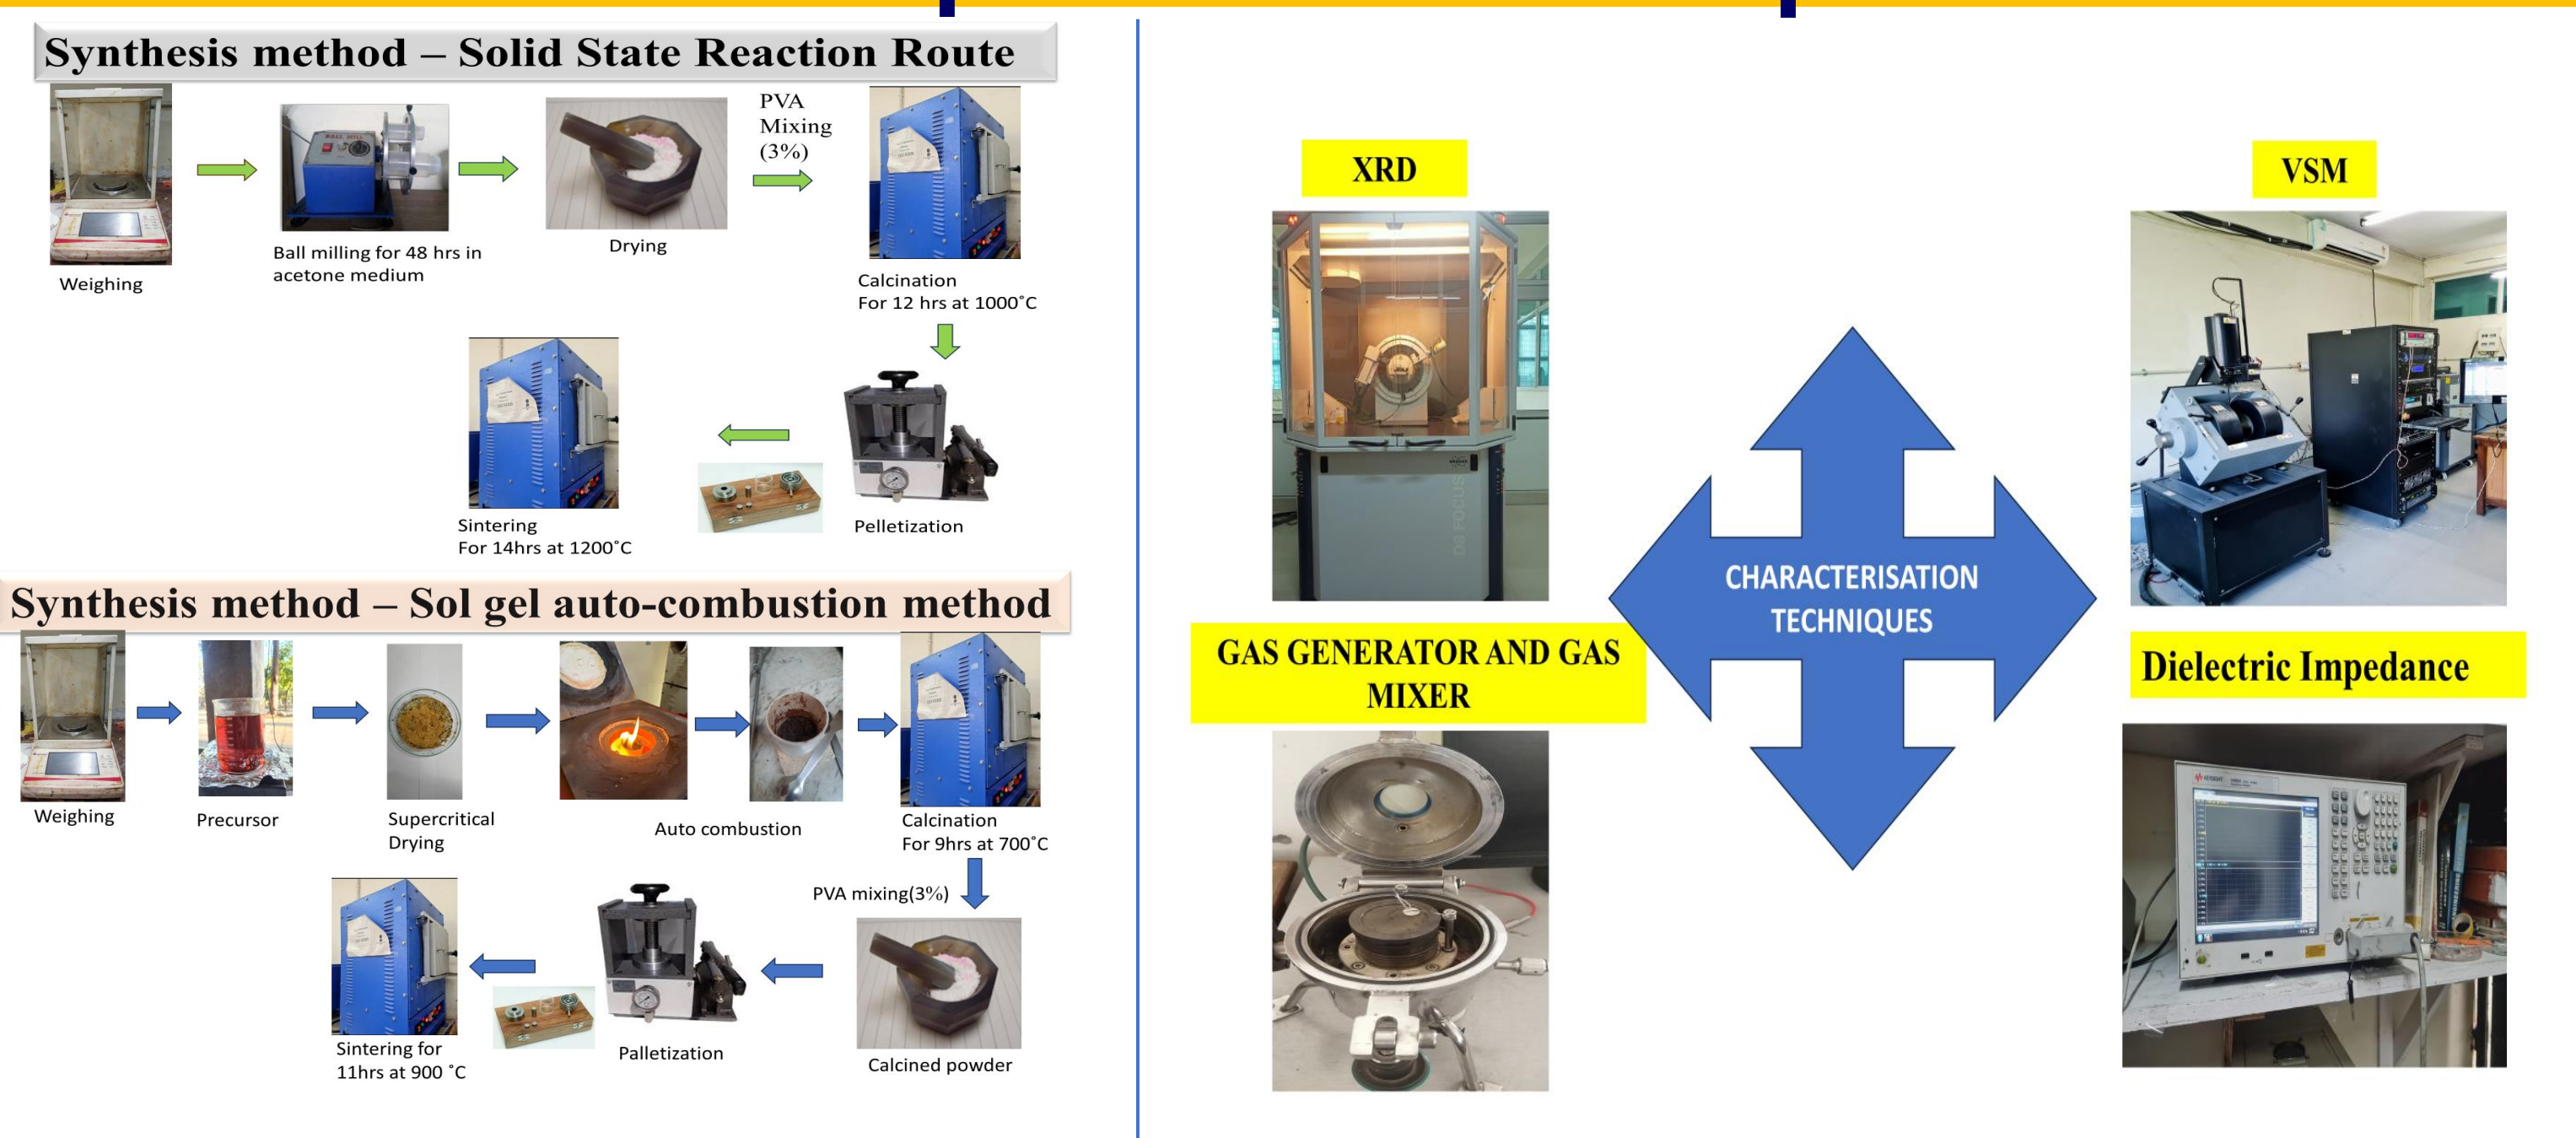 Synthesis method – Solid State Reaction Route
Weighing
Ball milling for 48 hrs in
acetone medium
Drying
PVA
Mixing
(3%)
Calcination
For 12 hrs at 1000˚C
Pelletization
Sintering
For 14hrs at 1200˚C
Synthesis method – Sol gel auto-combustion method
Weighing
Precursor
Supercritical
Drying
Auto combustion
Calcination
For 9hrs at 700˚C
PVA mixing(3%)
Calcined powder
Palletization
Sintering for
11hrs at 900 ˚C
XRD
D8 FOCUS
VSM
CHARACTERISATION
TECHNIQUES
GAS GENERATOR AND GAS
MIXER
Dielectric Impedance
KEYSIGHT